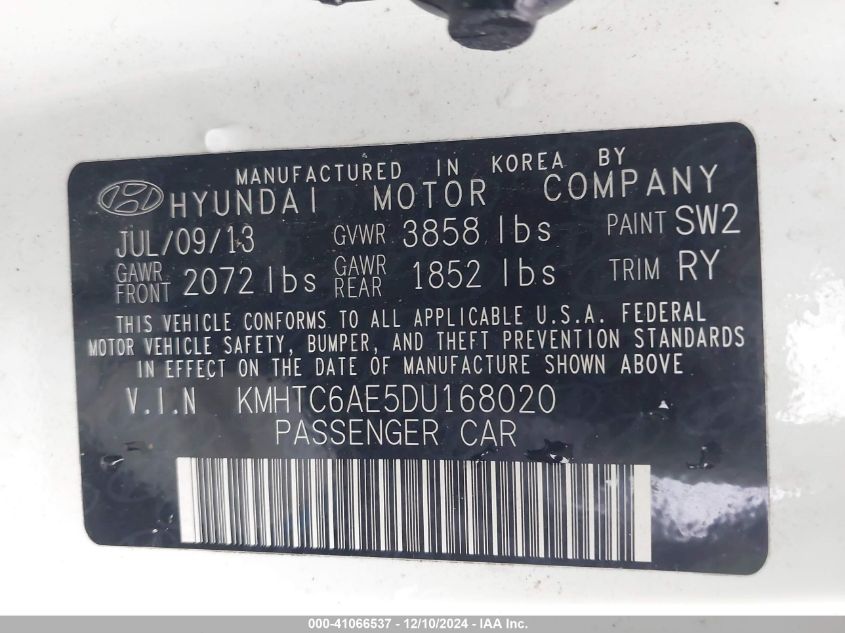 MANUFACTURED IN KOREA BY
HYUNDAI MOTOR COMPANY
JUL/09/13 GVWR 3858 lbs PAINT SW2
GAWR FRONT 2072 lbs GAWR REAR 1852 lbs TRIM RY
THIS VEHICLE CONFORMS TO ALL APPLICABLE U.S.A. FEDERAL
MOTOR VEHICLE SAFETY, BUMPER, AND THEFT PREVENTION STANDARDS
IN EFFECT ON THE DATE OF MANUFACTURE SHOWN ABOVE
V.I.N KMHTC6AE5DU168020
PASSENGER CAR
000-41066537 - 12/10/2024 - IAA Inc.